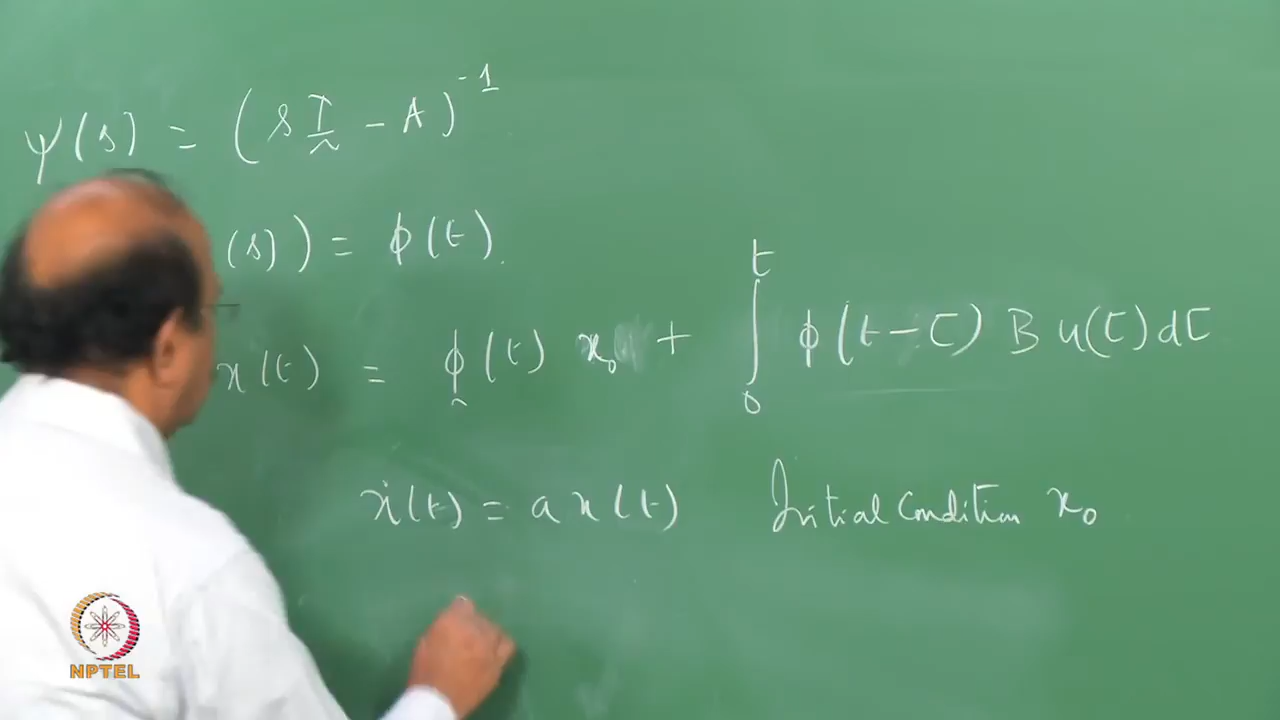 ψ(s) = (sI - A)⁻¹
(s)) = ϕ(t).
x(t) = ϕ(t) x₀ + ∫₀ᵗ ϕ(t-τ) B u(τ) dτ
ẋ(t) = a x(t) Initial Condition x₀
NPTEL